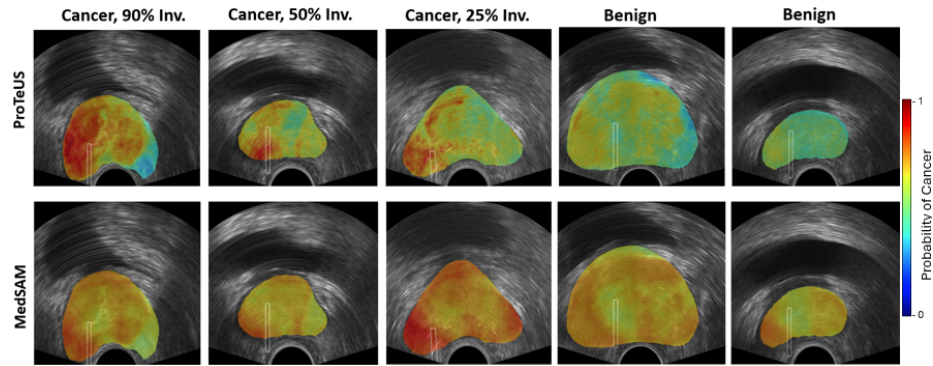 Cancer, 90% Inv.
Cancer, 50% Inv.
Cancer, 25% Inv.
Benign
Benign
ProTeUS
MedSAM
1
Probability of Cancer
0